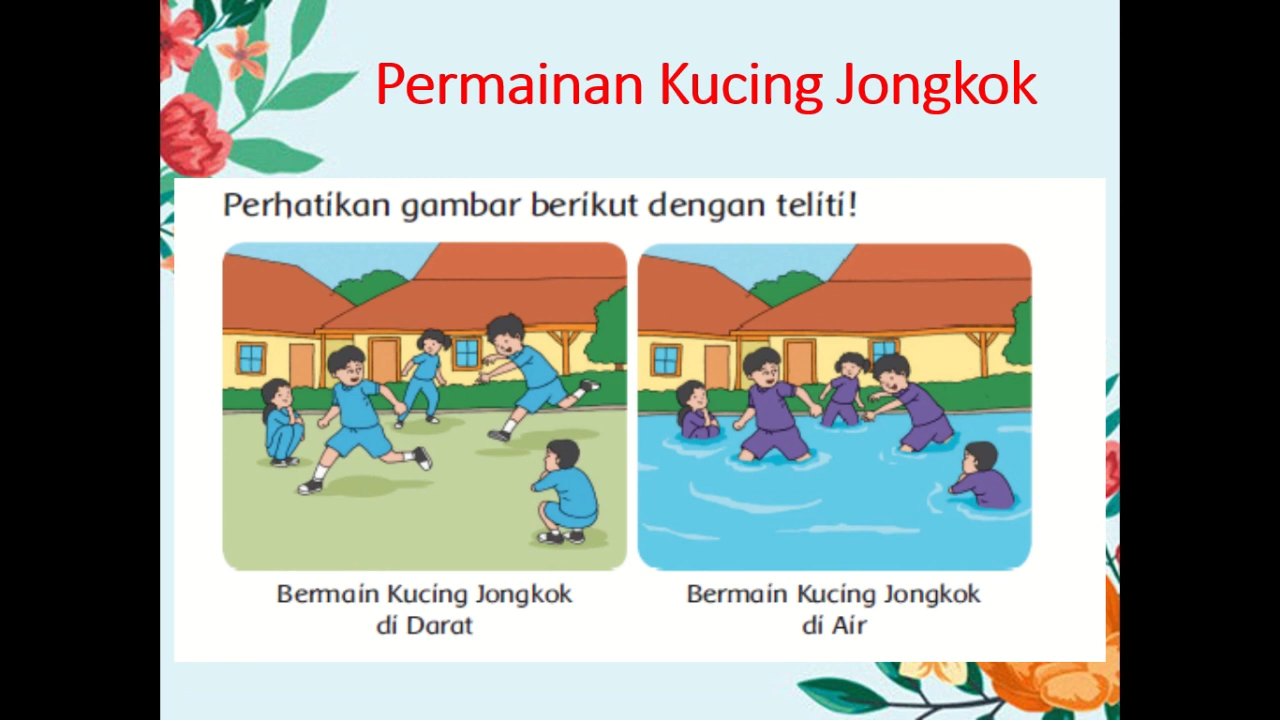 Permainan Kucing Jongkok
Perhatikan gambar berikut dengan teliti!
Bermain Kucing Jongkok
di Darat
Bermain Kucing Jongkok
di Air